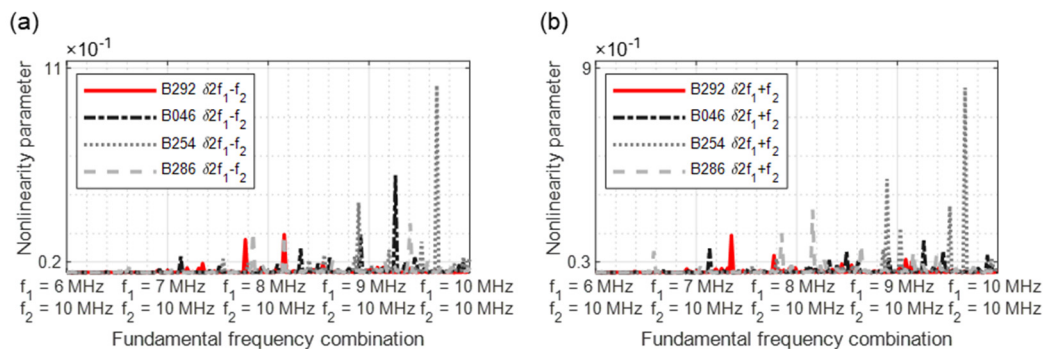 (a)
×10⁻¹
11
Nonlinearity parameter
B292 δ2f₁-f₂
B046 δ2f₁-f₂
B254 δ2f₁-f₂
B286 δ2f₁-f₂
0.2
f₁ = 6 MHz f₁ = 7 MHz f₁ = 8 MHz f₁ = 9 MHz f₁ = 10 MHz
f₂ = 10 MHz f₂ = 10 MHz f₂ = 10 MHz f₂ = 10 MHz f₂ = 10 MHz
Fundamental frequency combination
(b)
×10⁻¹
9
Nonlinearity parameter
B292 δ2f₁+f₂
B046 δ2f₁+f₂
B254 δ2f₁+f₂
B286 δ2f₁+f₂
0.3
f₁ = 6 MHz f₁ = 7 MHz f₁ = 8 MHz f₁ = 9 MHz f₁ = 10 MHz
f₂ = 10 MHz f₂ = 10 MHz f₂ = 10 MHz f₂ = 10 MHz f₂ = 10 MHz
Fundamental frequency combination